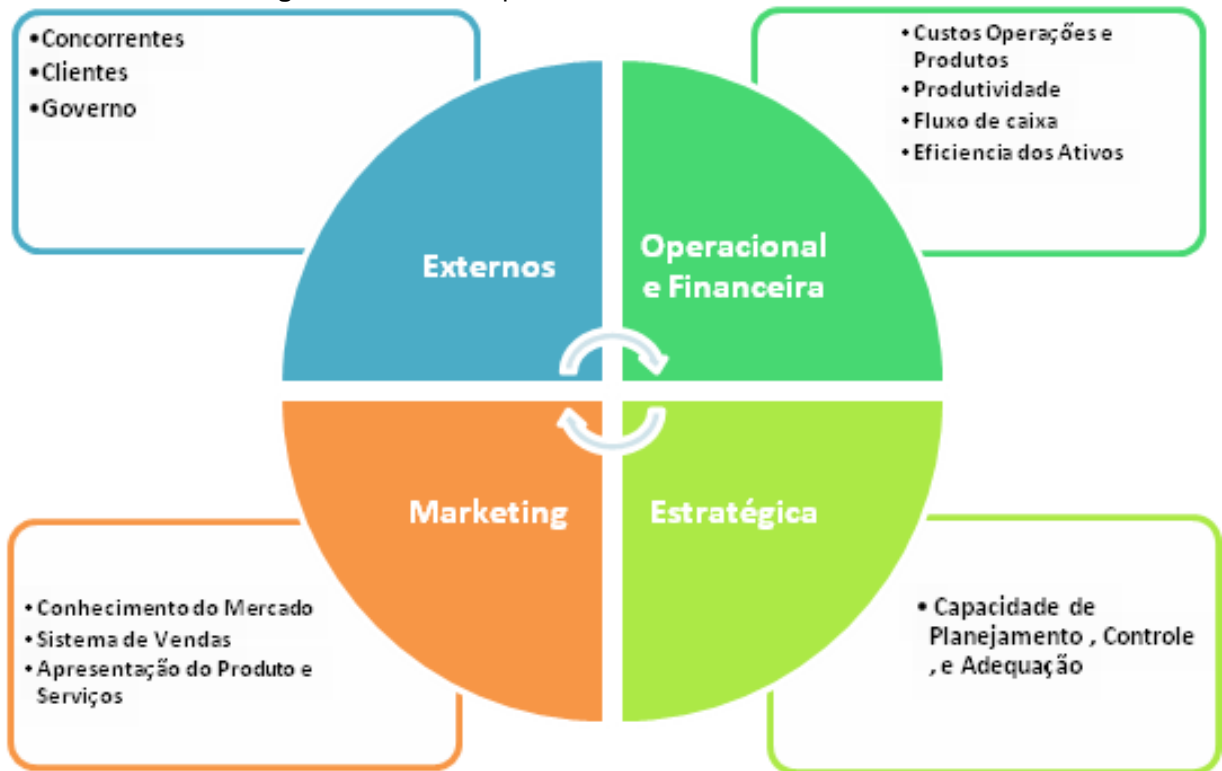 •Concorrentes
•Clientes
•Governo
•Custos Operações e
Produtos
•Produtividade
•Fluxo de caixa
•Eficiencia dos Ativos
Externos
Operacional
e Financeira
Marketing
Estratégica
•Conhecimento do Mercado
•Sistema de Vendas
•Apresentação do Produto e
Serviços
• Capacidade de
Planejamento , Controle
, e Adequação